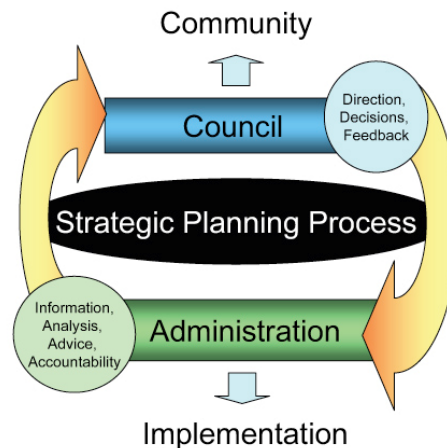 Community
Council
Direction,
Decisions,
Feedback
Strategic Planning Process
Information,
Analysis,
Advice,
Accountability
Administration
Implementation